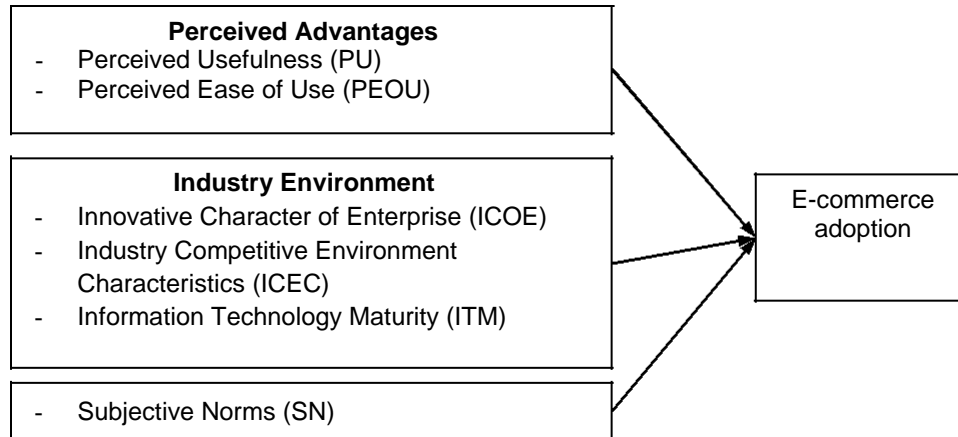 Perceived Advantages
- Perceived Usefulness (PU)
- Perceived Ease of Use (PEOU)
Industry Environment
- Innovative Character of Enterprise (ICOE)
- Industry Competitive Environment
Characteristics (ICEC)
- Information Technology Maturity (ITM)
- Subjective Norms (SN)
E-commerce
adoption